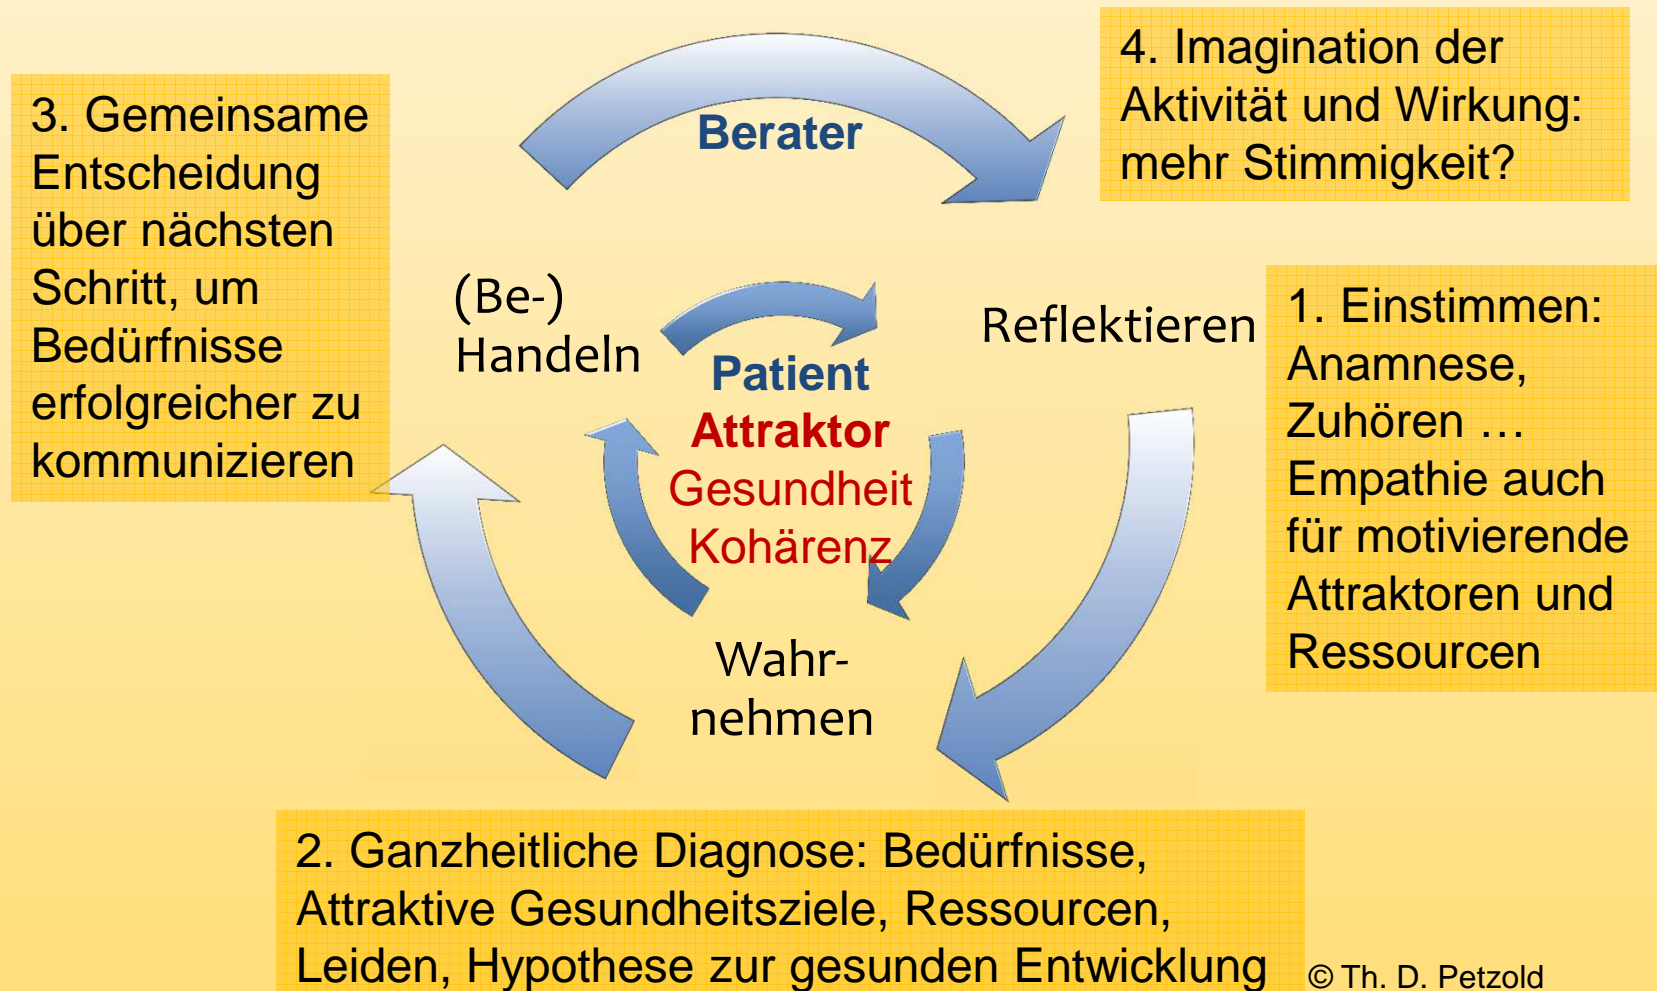 3. Gemeinsame
Entscheidung
über nächsten
Schritt, um
Bedürfnisse
erfolgreicher zu
kommunizieren
Berater
4. Imagination der
Aktivität und Wirkung:
mehr Stimmigkeit?
(Be-)
Handeln
Patient
Attraktor
Gesundheit
Kohärenz
Reflektieren
1. Einstimmen:
Anamnese,
Zuhören …
Empathie auch
für motivierende
Attraktoren und
Ressourcen
Wahr-
nehmen
2. Ganzheitliche Diagnose: Bedürfnisse,
Attraktive Gesundheitsziele, Ressourcen,
Leiden, Hypothese zur gesunden Entwicklung
© Th. D. Petzold